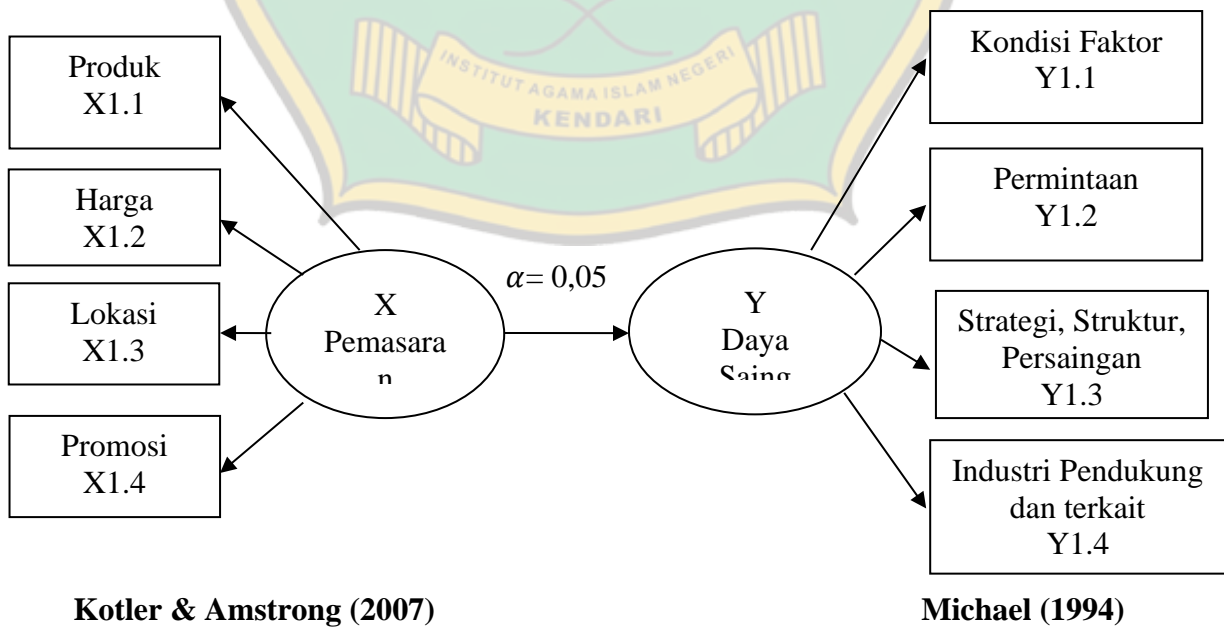 Produk
X1.1
Harga
X1.2
Lokasi
X1.3
Promosi
X1.4
X
Pemasara
n
α= 0,05
Y
Daya
Saing
Kondisi Faktor
Y1.1
Permintaan
Y1.2
Strategi, Struktur,
Persaingan
Y1.3
Industri Pendukung
dan terkait
Y1.4
INSTITUT AGAMA ISLAM NEGERI
KENDARI
Kotler & Amstrong (2007)
Michael (1994)